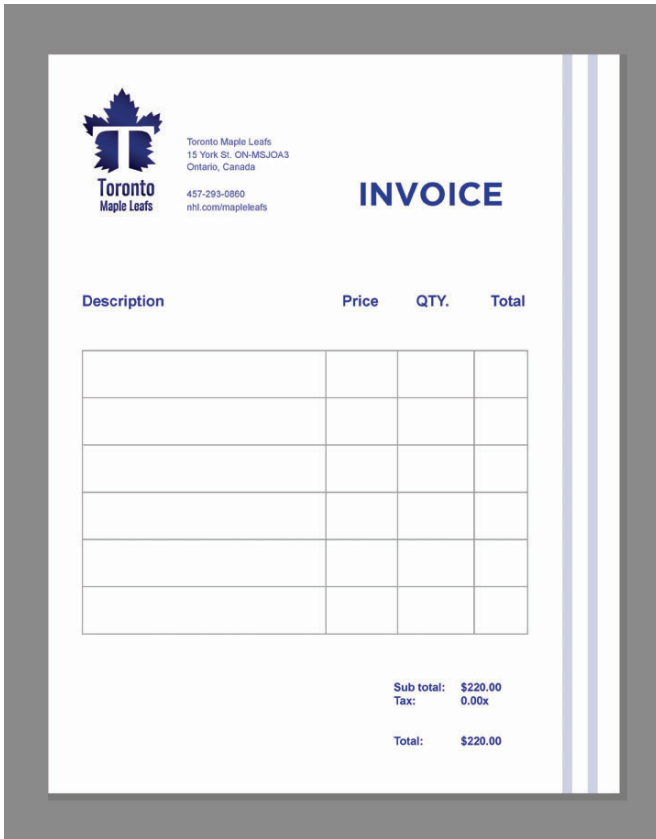 T
Toronto
Maple Leafs
Toronto Maple Leafs
15 York St. ON-MSJOA3
Ontario, Canada
457-293-0860
nhl.com/mapleleafs
INVOICE
Description Price QTY. Total
Sub total: $220.00
Tax: 0.00x
Total: $220.00